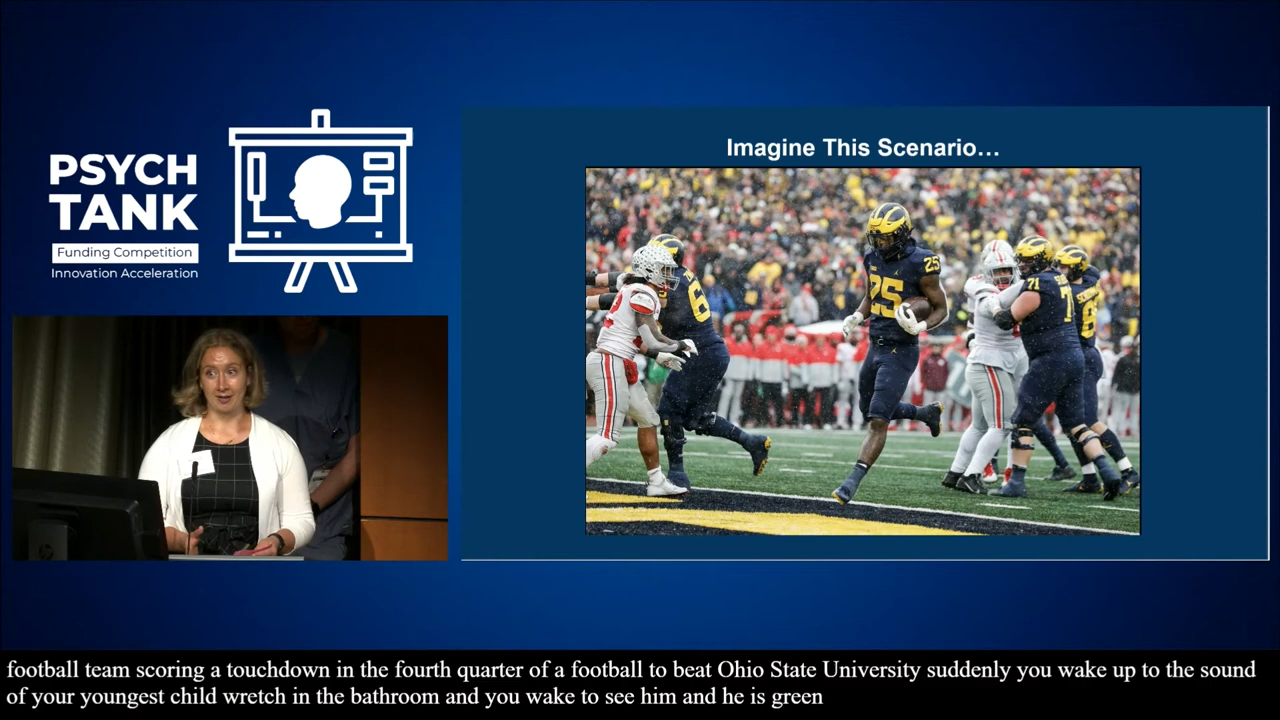 PSYCH
TANK
Funding Competition
Innovation Acceleration
Imagine This Scenario…
25
25
6
71
7
8
football team scoring a touchdown in the fourth quarter of a football to beat Ohio State University suddenly you wake up to the sound
of your youngest child wretch in the bathroom and you wake to see him and he is green